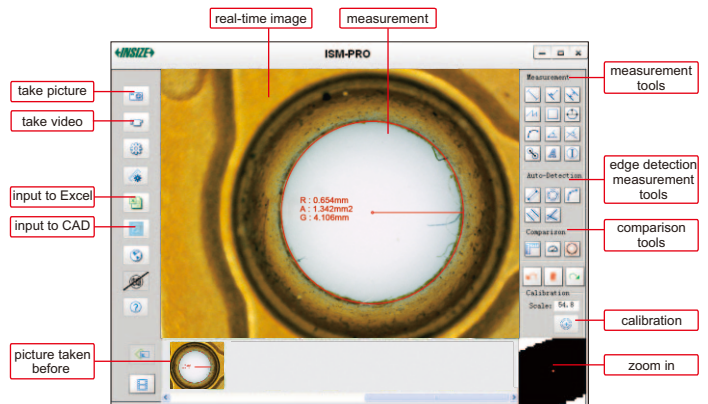 real-time image
measurement
INSIZE
ISM-PRO
take picture
take video
input to Excel
input to CAD
picture taken
before
R : 0.654mm
A : 1.342mm2
G : 4.106mm
Measurement
Auto-Detection
Comparison
Calibration
Scale: 54.8
measurement
tools
edge detection
measurement
tools
comparison
tools
calibration
zoom in